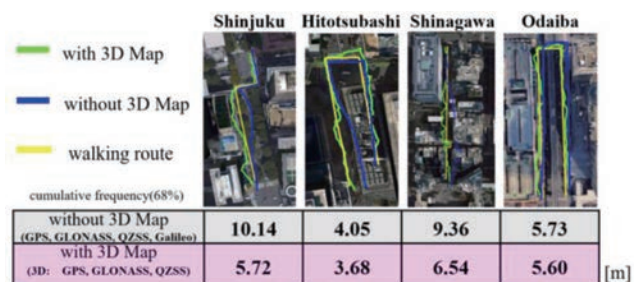 Shinjuku Hitotsubashi Shinagawa Odaiba
with 3D Map
without 3D Map
walking route
cumulative frequency(68%)
without 3D Map 10.14 4.05 9.36 5.73
(GPS, GLONASS, QZSS, Galileo)
with 3D Map 5.72 3.68 6.54 5.60
(3D: GPS, GLONASS, QZSS) [m]